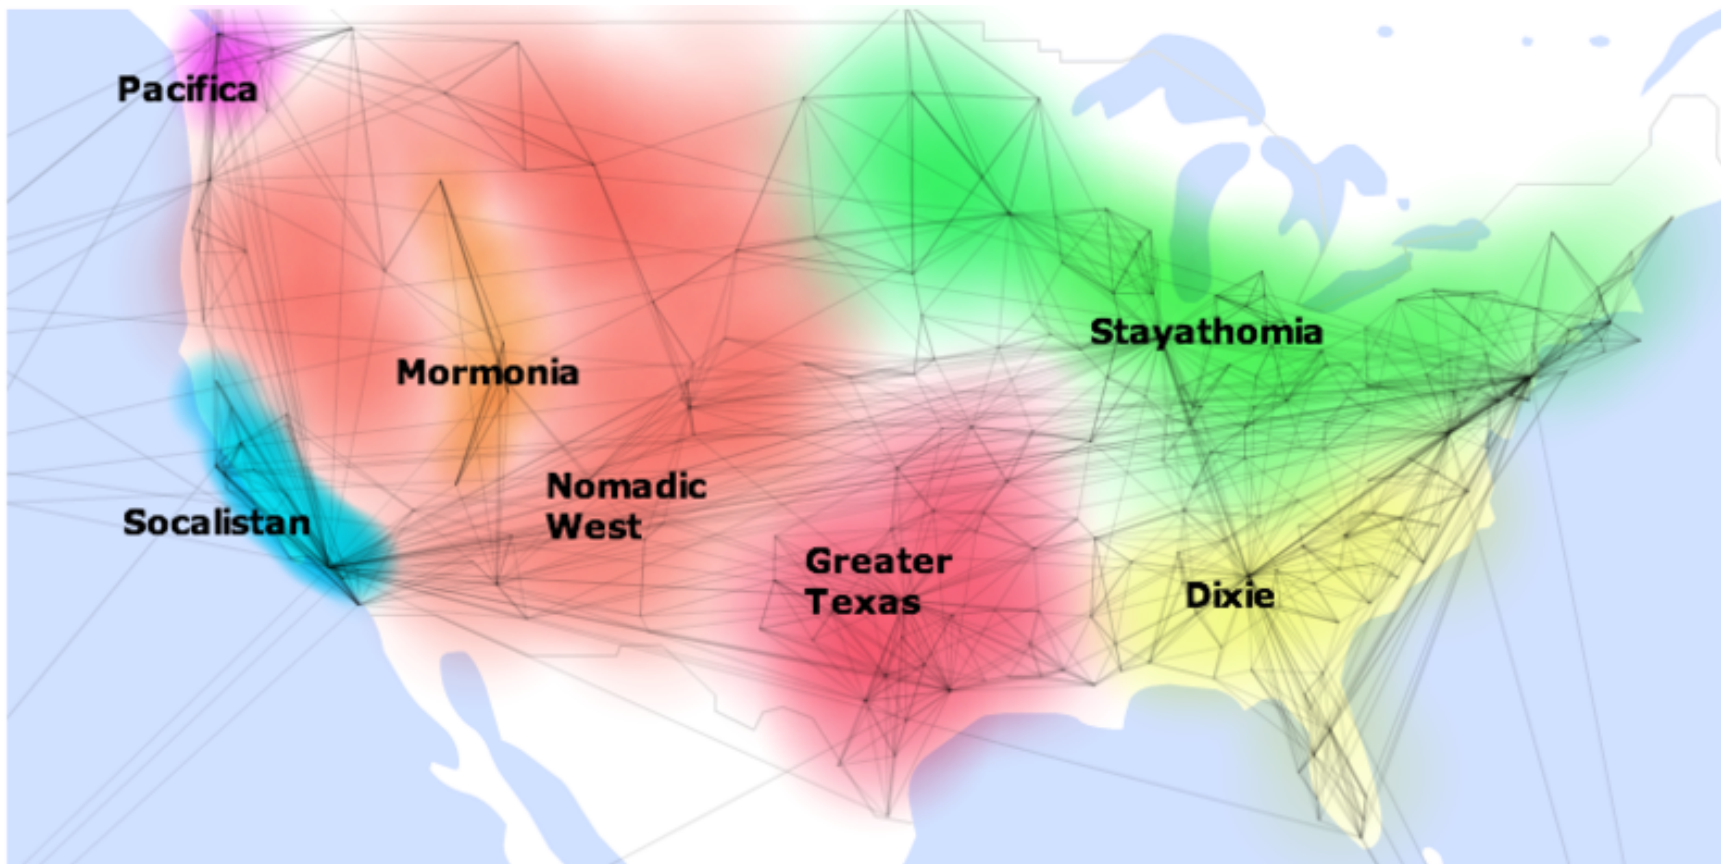 Pacifica
Stayathomia
Mormonia
Nomadic
West
Socalistan
Greater
Texas
Dixie